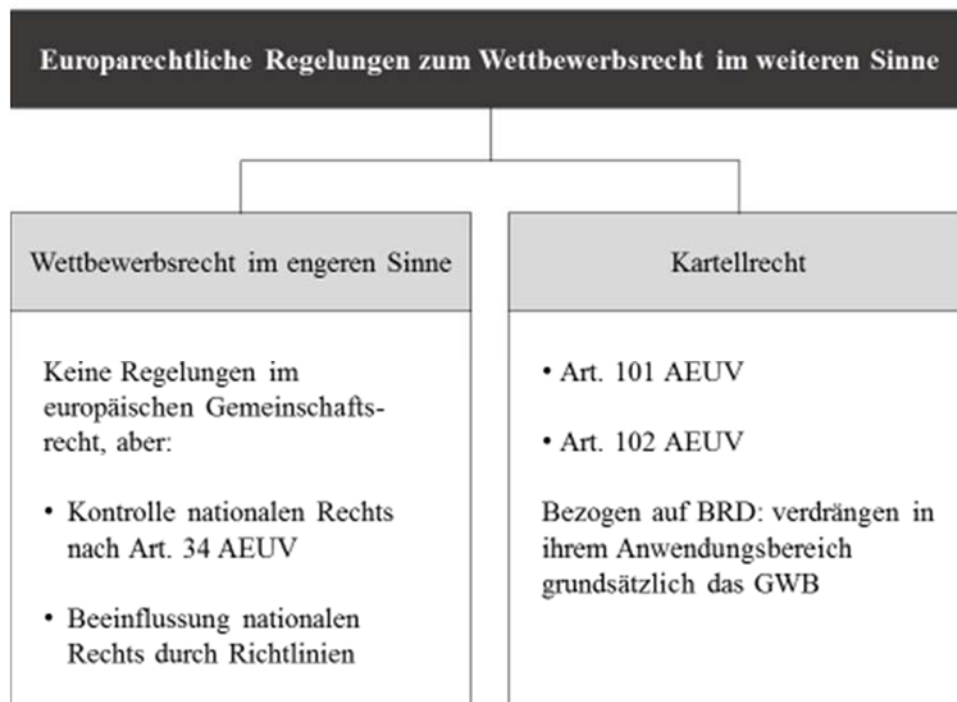 Europarechtliche Regelungen zum Wettbewerbsrecht im weiteren Sinne
Wettbewerbsrecht im engeren Sinne
Keine Regelungen im
europäischen Gemeinschafts-
recht, aber:
• Kontrolle nationalen Rechts
nach Art. 34 AEUV
• Beeinflussung nationalen
Rechts durch Richtlinien
Kartellrecht
• Art. 101 AEUV
• Art. 102 AEUV
Bezogen auf BRD: verdrängen in
ihrem Anwendungsbereich
grundsätzlich das GWB